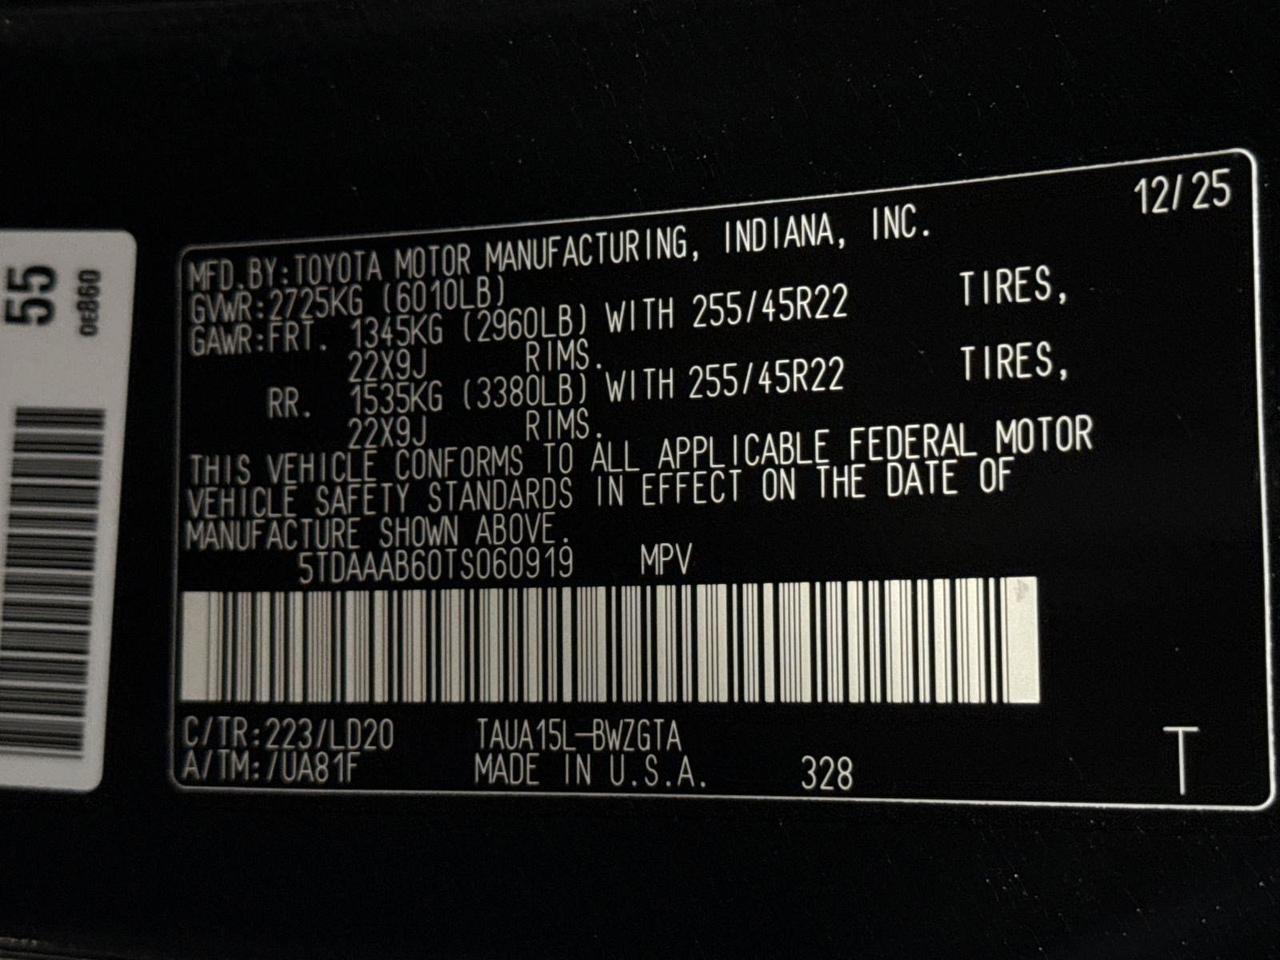 55
0E860
12/25
MFD.BY:TOYOTA MOTOR MANUFACTURING, INDIANA, INC.
GVWR:2725KG (6010LB)
GAWR:FRT. 1345KG (2960LB) WITH 255/45R22 TIRES,
22X9J RIMS.
RR. 1535KG (3380LB) WITH 255/45R22 TIRES,
22X9J RIMS.
THIS VEHICLE CONFORMS TO ALL APPLICABLE FEDERAL MOTOR
VEHICLE SAFETY STANDARDS IN EFFECT ON THE DATE OF
MANUFACTURE SHOWN ABOVE.
5TDAAAB60TS060919 MPV
C/TR:223/LD20 TAUA15L-BWZGTA
A/TM:/UA81F MADE IN U.S.A. 328 T